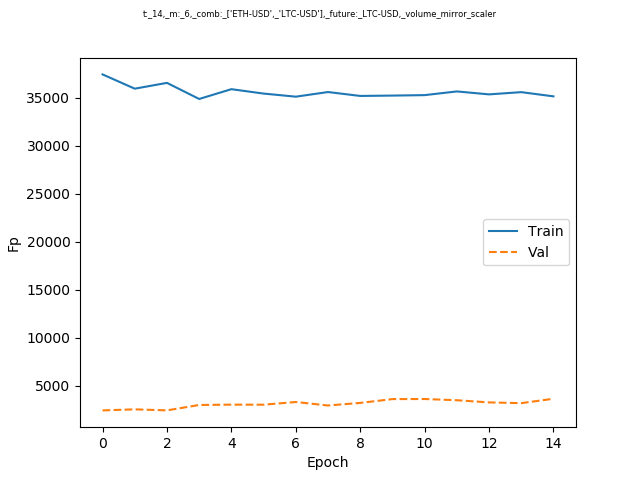 t:_14,_m:_6,_comb:_['ETH-USD',_'LTC-USD'],_future:_LTC-USD,_volume_mirror_scaler
35000
30000
25000
20000
15000
10000
5000
Fp
Train
Val
0 2 4 6 8 10 12 14
Epoch